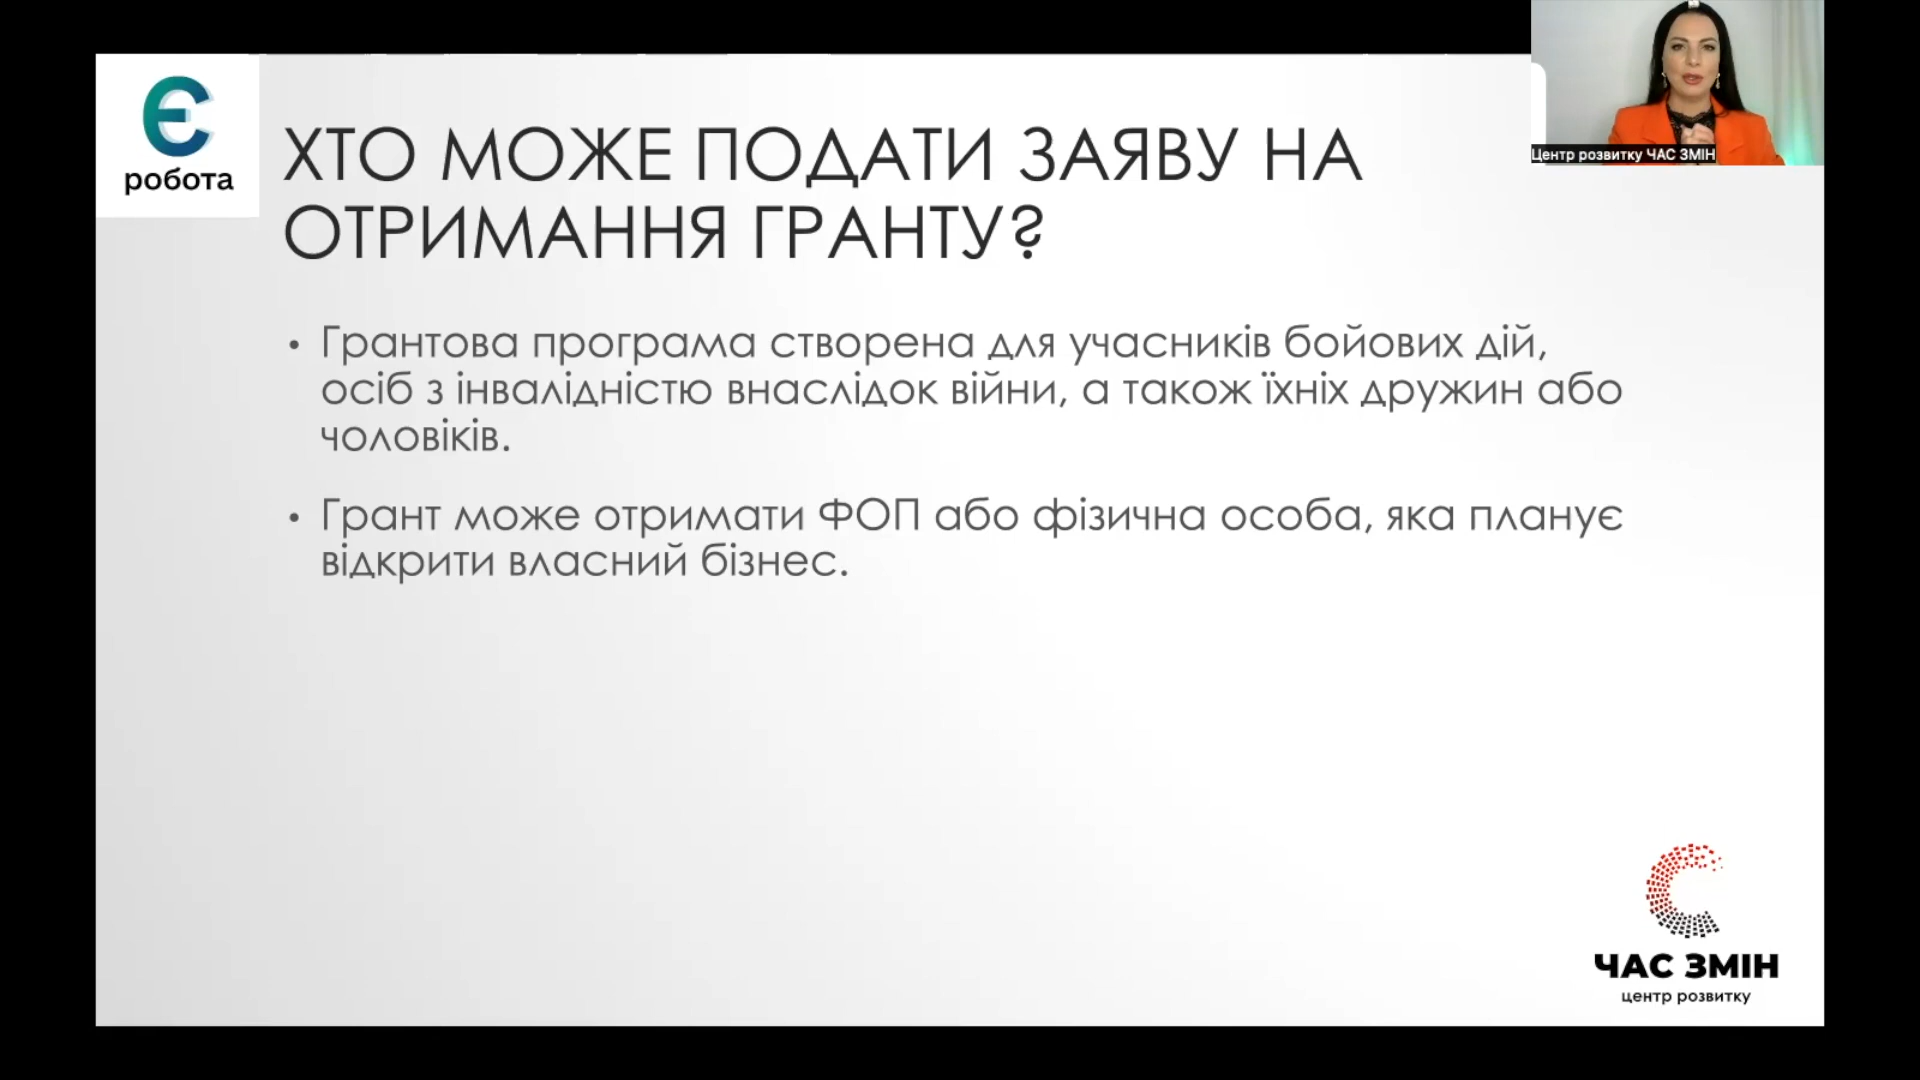 Є
робота
ХТО МОЖЕ ПОДАТИ ЗАЯВУ НА
ОТРИМАННЯ ГРАНТУ?
Центр розвитку ЧАС ЗМІН
• Грантова програма створена для учасників бойових дій,
осіб з інвалідністю внаслідок війни, а також їхніх дружин або
чоловіків.
• Грант може отримати ФОП або фізична особа, яка планує
відкрити власний бізнес.
ЧАС ЗМІН
центр розвитку